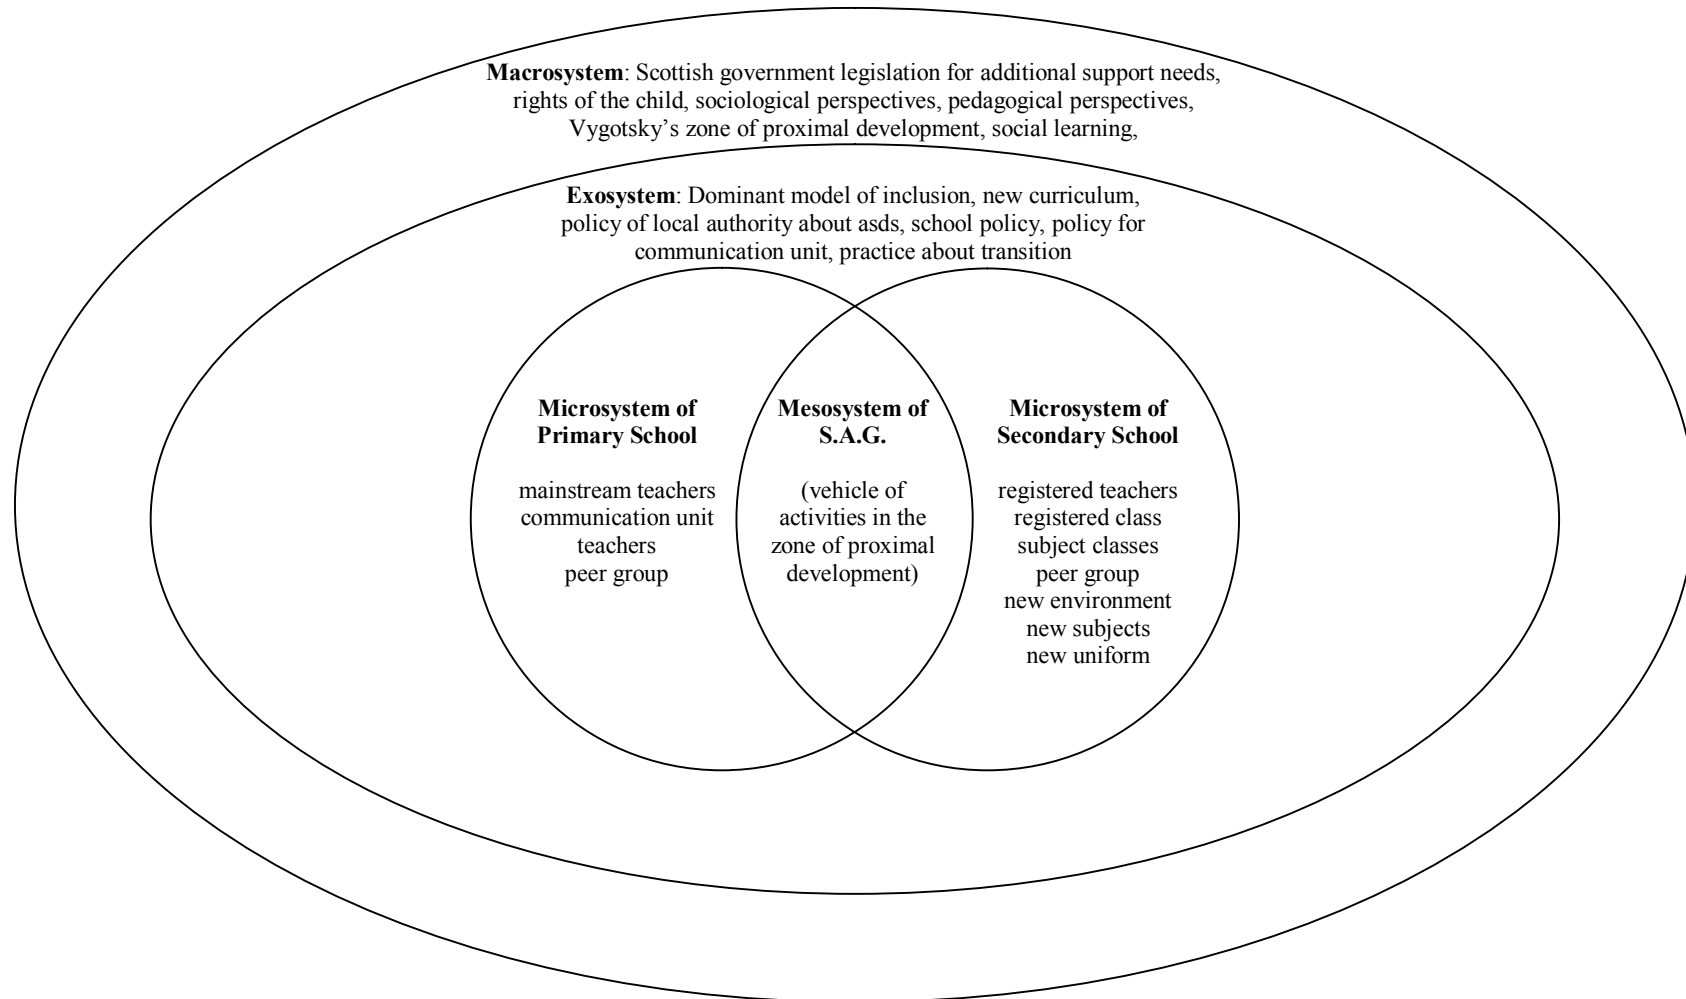 Macrosystem: Scottish government legislation for additional support needs,
rights of the child, sociological perspectives, pedagogical perspectives,
Vygotsky’s zone of proximal development, social learning,
Exosystem: Dominant model of inclusion, new curriculum,
policy of local authority about asds, school policy, policy for
communication unit, practice about transition
Microsystem of
Primary School
mainstream teachers
communication unit
teachers
peer group
Mesosystem of
S.A.G.
(vehicle of
activities in the
zone of proximal
development)
Microsystem of
Secondary School
registered teachers
registered class
subject classes
peer group
new environment
new subjects
new uniform